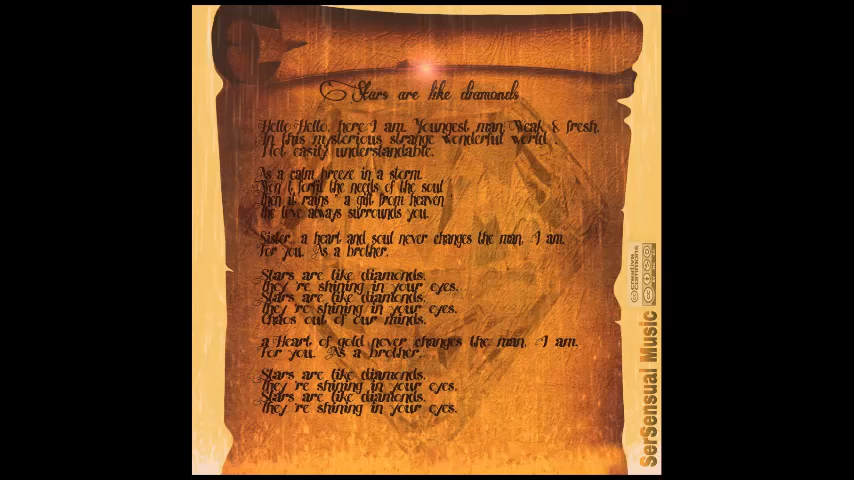 Stars are like diamonds
Hello Hello, here I am. Youngest man Weak & fresh,
In this mysterious strange wonderful world.
Not easily understandable.
As a calm breeze in a storm.
Won't forfil the needs of the soul
Then it rains " a gift from heaven "
the love always surrounds you.
Sister, a heart and soul never changes the man, I am.
For you. As a brother.
Stars are like diamonds.
They're shining in your eyes.
Stars are like diamonds.
They're shining in your eyes.
Chaos out of our minds.
a Heart of gold never changes the man, I am.
For you. As a brother.
Stars are like diamonds.
They're shining in your eyes.
Stars are like diamonds.
They're shining in your eyes.
creative commons
SerSensual Music